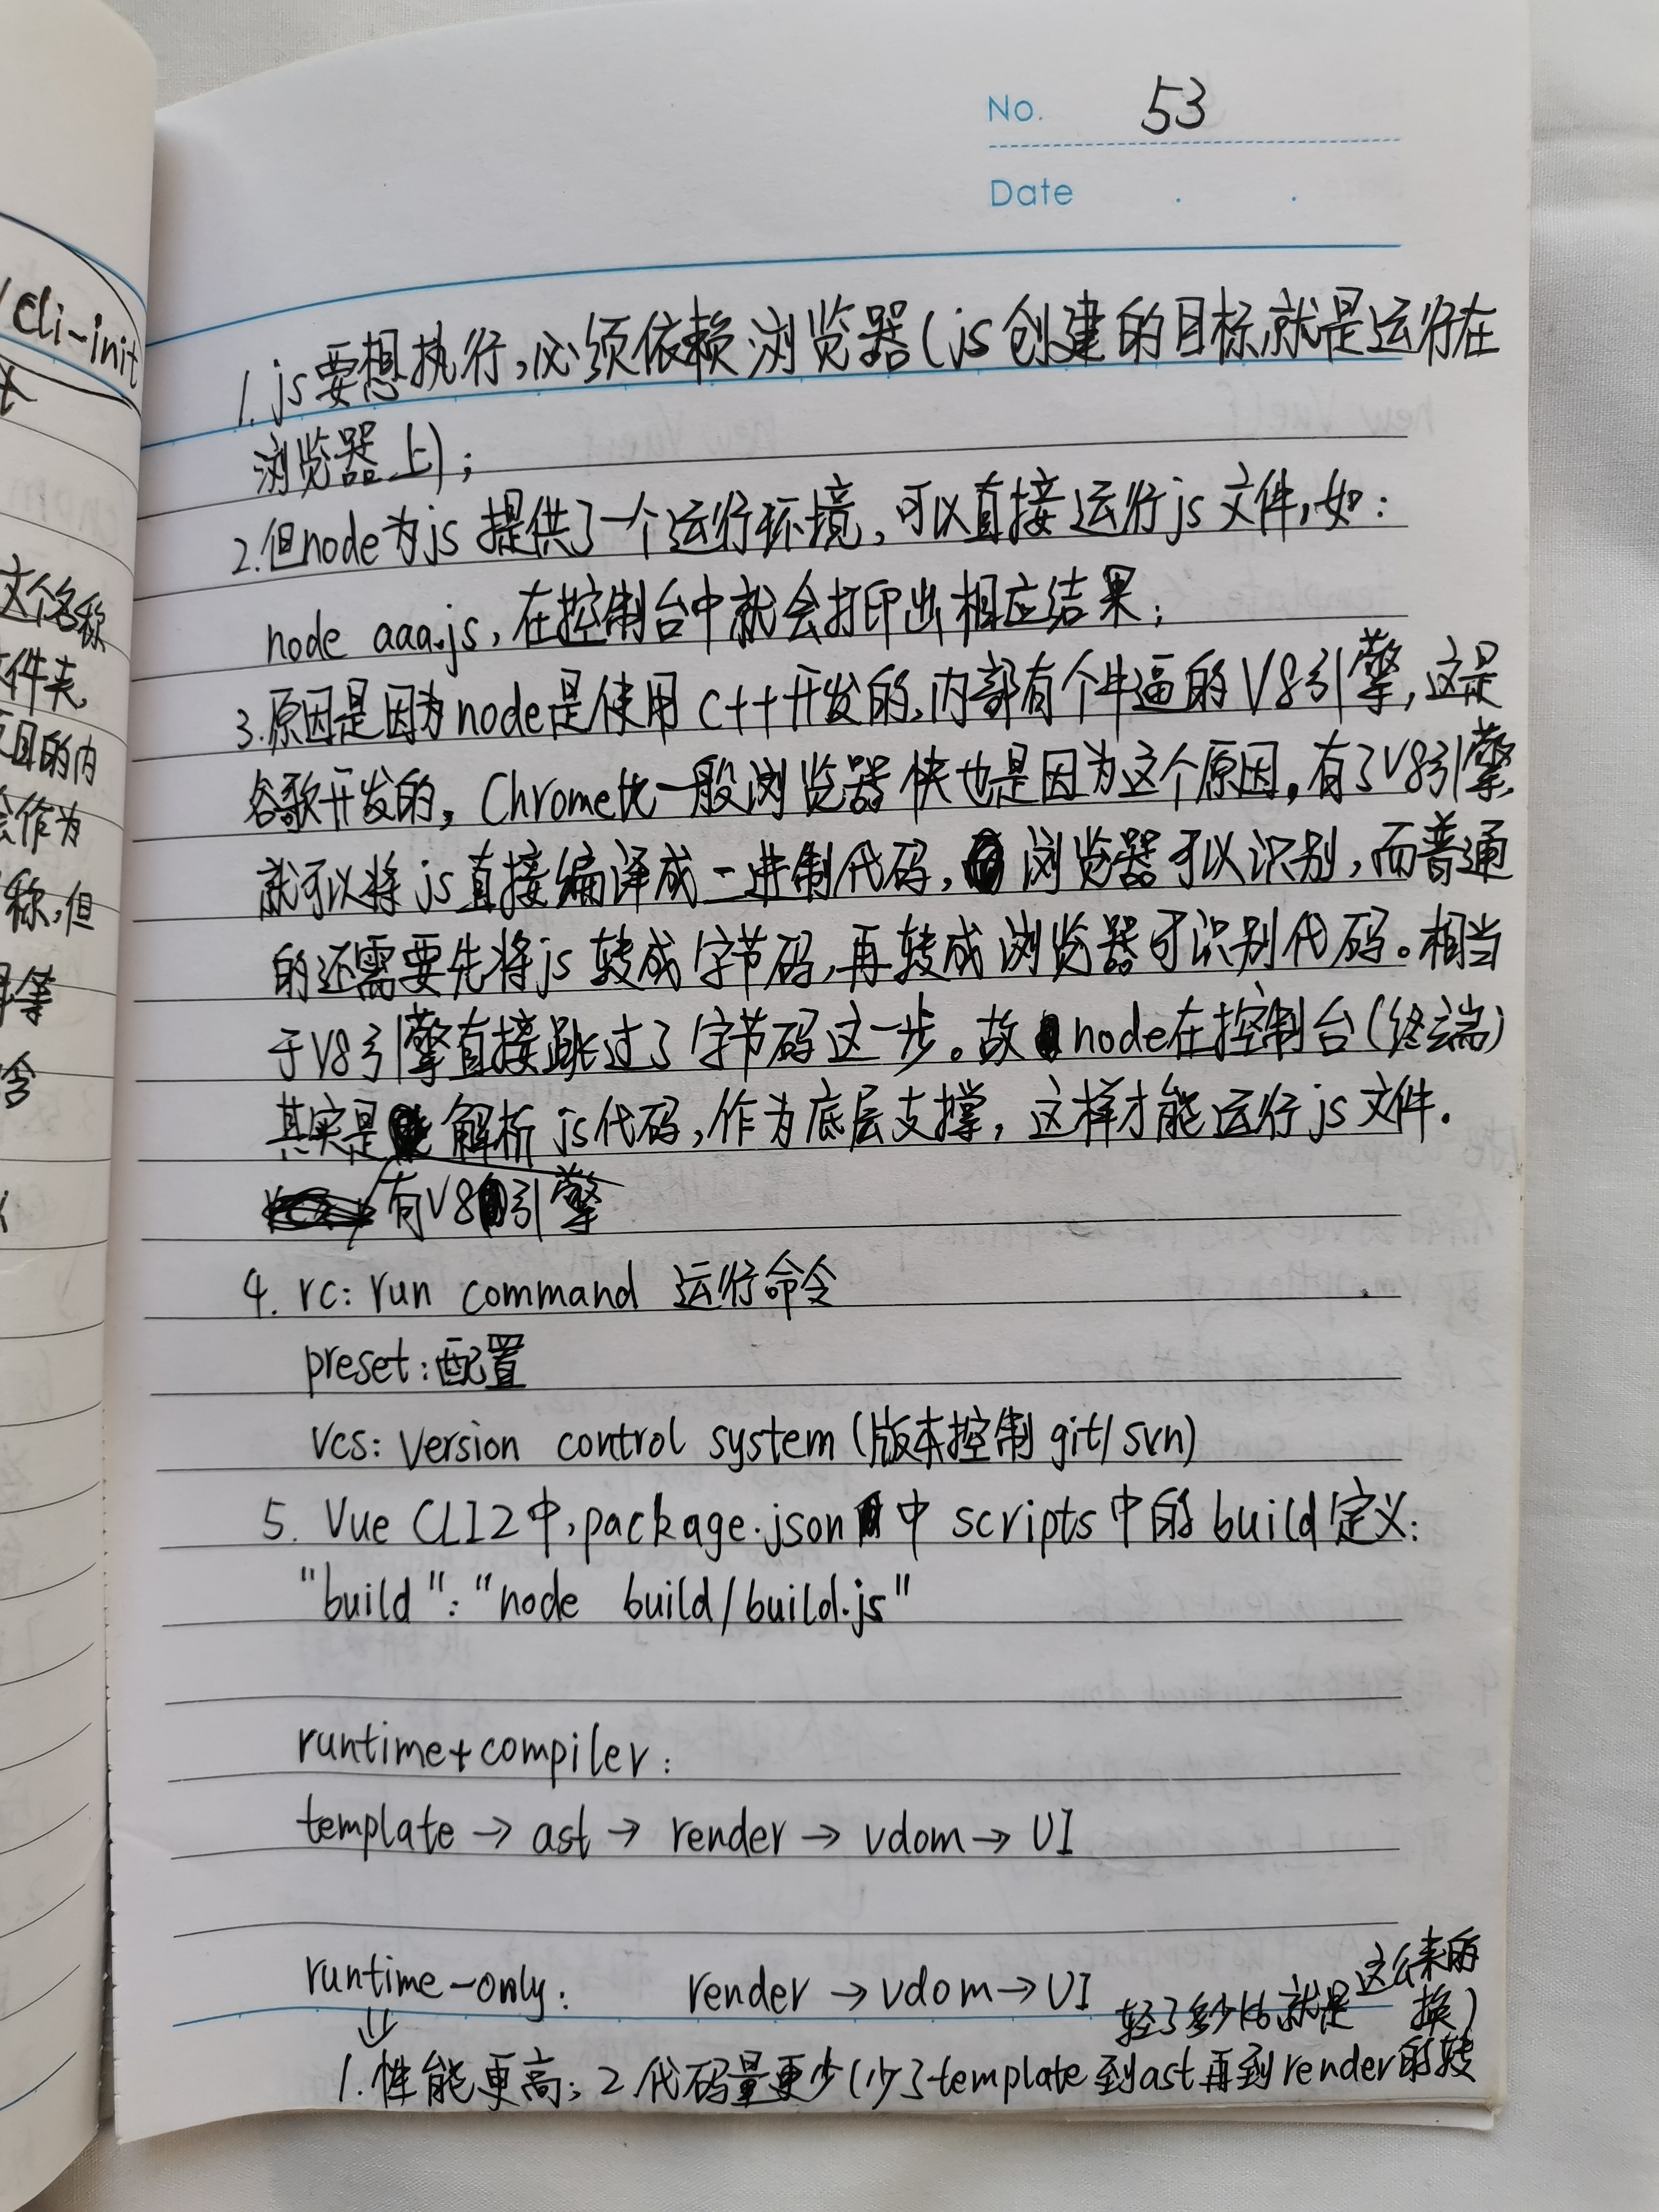 No. 53
Date . .
cli-init
这个名称
件夹,
项目的内
会作为
称,但
等
含
1. js要想执行,必须依赖浏览器(js创建的目标就是运行在
浏览器上);
2.但node为js提供了一个运行环境,可以直接运行js文件,如:
node aaa.js,在控制台中就会打印出相应结果;
3.原因是因为node是使用c++开发的,内部有个牛逼的V8引擎,这是
谷歌开发的,Chrome比一般浏览器快也是因为这个原因,有了V8引擎,
就可以将js直接编译成二进制代码,浏览器可以识别,而普通
的还需要先将js转成字节码,再转成浏览器可识别代码。相当
于V8引擎直接跳过了字节码这一步。故node在控制台(终端)
其实是解析js代码,作为底层支撑,这样才能运行js文件.
有V8引擎
4. rc: run command 运行命令
preset:配置
vcs: version control system (版本控制 git/svn)
5. Vue CLI2中,package.json中scripts中的build定义:
"build":"node build/build.js"
runtime+compiler:
template→ast→render→vdom→UI
runtime-only: render→vdom→UI
⇓
1.性能更高;2.代码量更少(少了template到ast再到render的转
换)
轻了多少kb就是这么来的